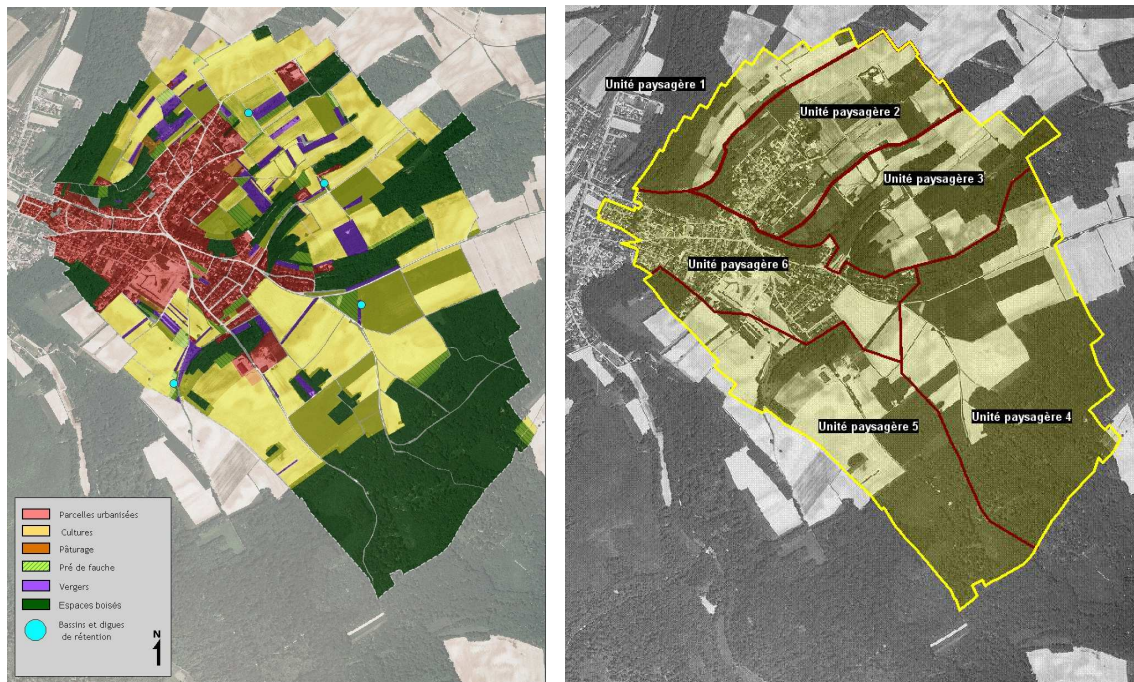 Parcelles urbanisées
Cultures
Pâturage
Pré de fauche
Vergers
Espaces boisés
Bassins et digues
de rétention
N
Unité paysagère 1
Unité paysagère 2
Unité paysagère 3
Unité paysagère 6
Unité paysagère 4
Unité paysagère 5